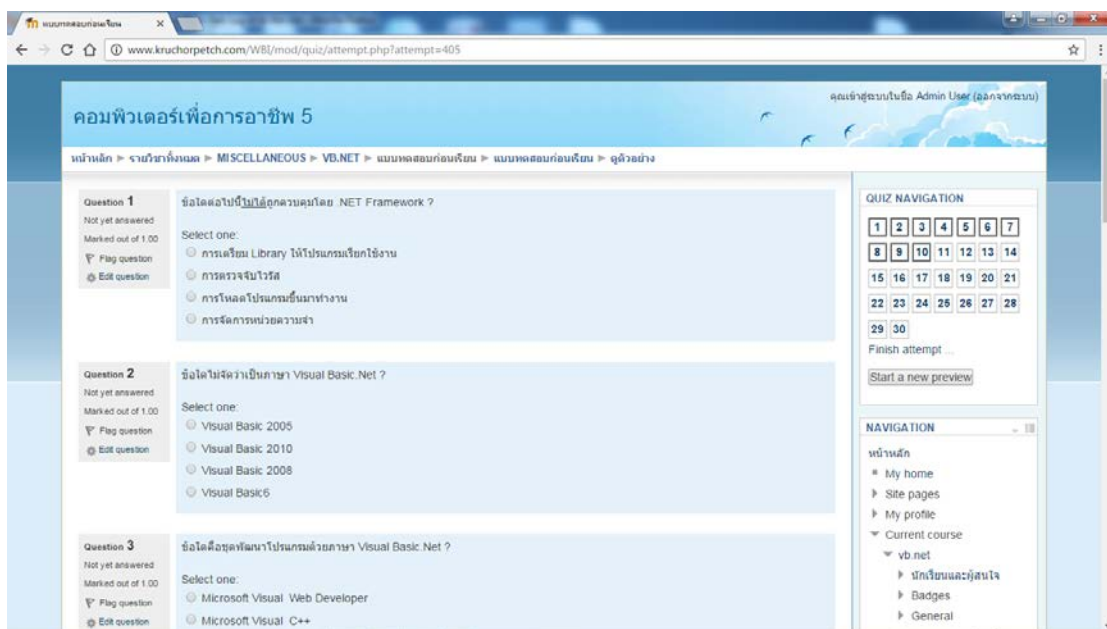 แบบทดสอบก่อนเรียน
www.kruchorpetch.com/WBI/mod/quiz/attempt.php?attempt=405
คุณเข้าสู่ระบบในชื่อ Admin User (ออกจากระบบ)
คอมพิวเตอร์เพื่อการอาชีพ 5
หน้าหลัก ► รายวิชาทั้งหมด ► MISCELLANEOUS ► VB.NET ► แบบทดสอบก่อนเรียน ► แบบทดสอบก่อนเรียน ► ดูตัวอย่าง
Question 1
Not yet answered
Marked out of 1.00
Flag question
Edit question
ข้อใดต่อไปนี้ไม่ได้ถูกควบคุมโดย .NET Framework ?
Select one:
การเตรียม Library ให้โปรแกรมเรียกใช้งาน
การตรวจจับไวรัส
การโหลดโปรแกรมขึ้นมาทำงาน
การจัดการหน่วยความจำ
Question 2
Not yet answered
Marked out of 1.00
Flag question
Edit question
ข้อใดไม่จัดว่าเป็นภาษา Visual Basic.Net ?
Select one:
Visual Basic 2005
Visual Basic 2010
Visual Basic 2008
Visual Basic6
Question 3
Not yet answered
Marked out of 1.00
Flag question
Edit question
ข้อใดคือชุดพัฒนาโปรแกรมด้วยภาษา Visual Basic.Net ?
Select one:
Microsoft Visual Web Developer
Microsoft Visual C++
QUIZ NAVIGATION
1 2 3 4 5 6 7
8 9 10 11 12 13 14
15 16 17 18 19 20 21
22 23 24 25 26 27 28
29 30
Finish attempt ...
Start a new preview
NAVIGATION
หน้าหลัก
My home
Site pages
My profile
Current course
vb.net
นักเรียนและผู้สนใจ
Badges
General